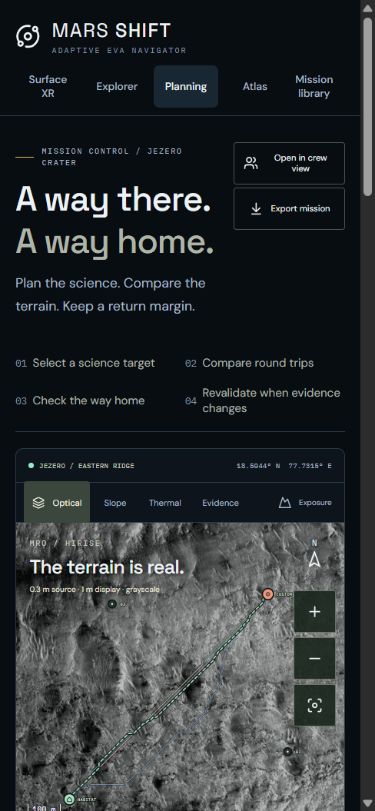 MARS SHIFT
ADAPTIVE EVA NAVIGATOR
Surface
XR
Explorer
Planning
Atlas
Mission
library
MISSION CONTROL / JEZERO
CRATER
Open in crew
view
Export mission
A way there.
A way home.
Plan the science. Compare the
terrain. Keep a return margin.
01 Select a science target
02 Compare round trips
03 Check the way home
04 Revalidate when evidence
changes
JEZERO / EASTERN RIDGE
18.5044° N 77.7315° E
Optical
Slope
Thermal
Evidence
Exposure
MRO / HIRISE
N
The terrain is real.
0.3 m source · 1 m display · grayscale
+
−
HABITAT
100 m